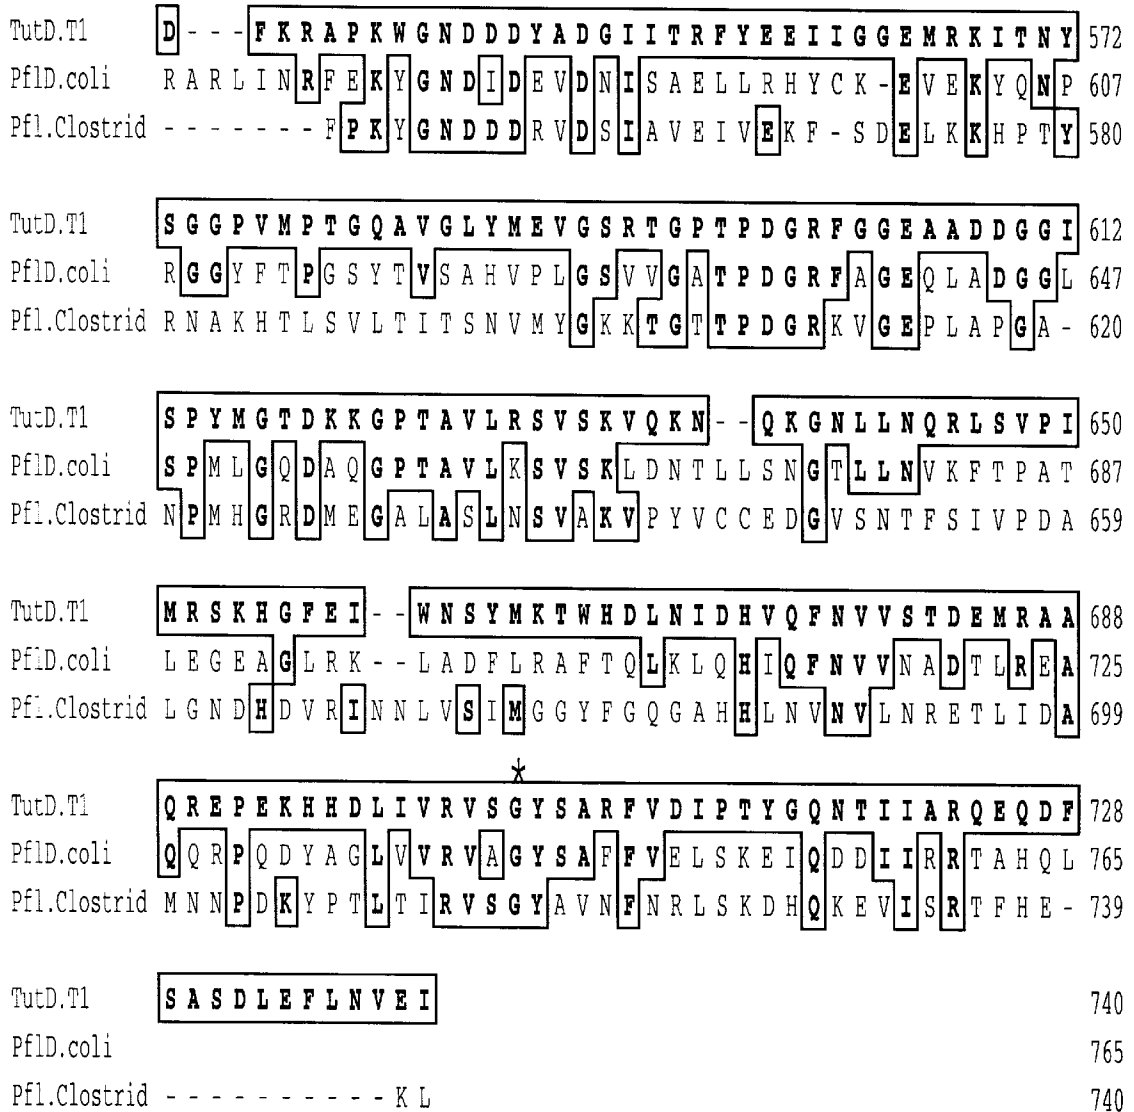 TutD.T1 D - - - F K R A P K W G N D D D Y A D G I I T R F Y E E I I G G E M R K I T N Y 572
PflD.coli R A R L I N R F E K Y G N D I D E V D N I S A E L L R H Y C K - E V E K Y Q N P 607
Pfl.Clostrid - - - - - - - F P K Y G N D D D R V D S I A V E I V E K F - S D E L K K H P T Y 580
TutD.T1 S G G P V M P T G Q A V G L Y M E V G S R T G P T P D G R F G G E A A D D G G I 612
PflD.coli R G G Y F T P G S Y T V S A H V P L G S V V G A T P D G R F A G E Q L A D G G L 647
Pfl.Clostrid R N A K H T L S V L T I T S N V M Y G K K T G T T P D G R K V G E P L A P G A - 620
TutD.T1 S P Y M G T D K K G P T A V L R S V S K V Q K N - - Q K G N L L N Q R L S V P I 650
PflD.coli S P M L G Q D A Q G P T A V L K S V S K L D N T L L S N G T L L N V K F T P A T 687
Pfl.Clostrid N P M H G R D M E G A L A S L N S V A K V P Y V C C E D G V S N T F S I V P D A 659
TutD.T1 M R S K H G F E I - - W N S Y M K T W H D L N I D H V Q F N V V S T D E M R A A 688
PflD.coli L E G E A G L R K - - L A D F L R A F T Q L K L Q H I Q F N V V N A D T L R E A 725
Pfl.Clostrid L G N D H D V R I N N L V S I M G G Y F G Q G A H H L N V N V L N R E T L I D A 699
*
TutD.T1 Q R E P E K H H D L I V R V S G Y S A R F V D I P T Y G Q N T I I A R Q E Q D F 728
PflD.coli Q Q R P Q D Y A G L V V R V A G Y S A F F V E L S K E I Q D D I I R R T A H Q L 765
Pfl.Clostrid M N N P D K Y P T L T I R V S G Y A V N F N R L S K D H Q K E V I S R T F H E - 739
TutD.T1 S A S D L E F L N V E I 740
PflD.coli 765
Pfl.Clostrid - - - - - - - - - - K L 740